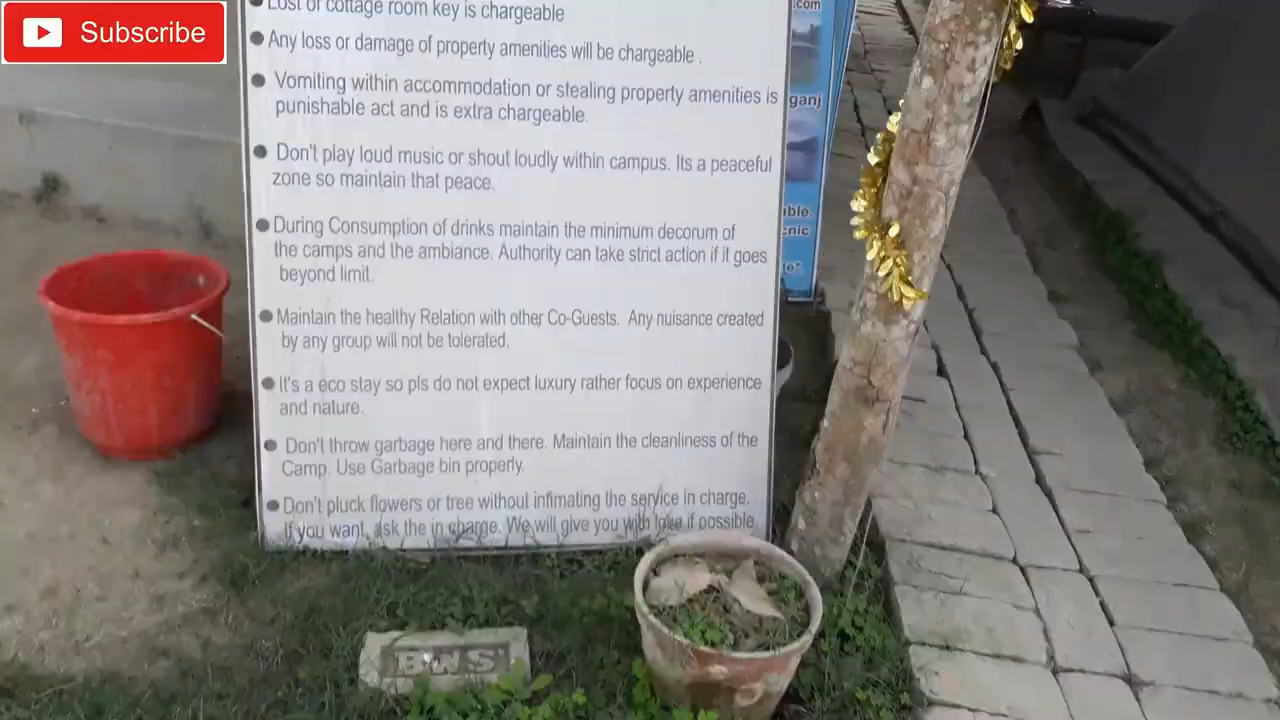 Subscribe
Lost of cottage room key is chargeable
Any loss or damage of property amenities will be chargeable .
Vomiting within accommodation or stealing property amenities is
punishable act and is extra chargeable.
Don't play loud music or shout loudly within campus. Its a peaceful
zone so maintain that peace.
During Consumption of drinks maintain the minimum decorum of
the camps and the ambiance. Authority can take strict action if it goes
beyond limit.
Maintain the healthy Relation with other Co-Guests. Any nuisance created
by any group will not be tolerated.
It's a eco stay so pls do not expect luxury rather focus on experience
and nature.
Don't throw garbage here and there. Maintain the cleanliness of the
Camp. Use Garbage bin properly.
Don't pluck flowers or tree without infimating the service in charge.
If you want, ask the in charge. We will give you with love if possible
.com
ganj
BWS